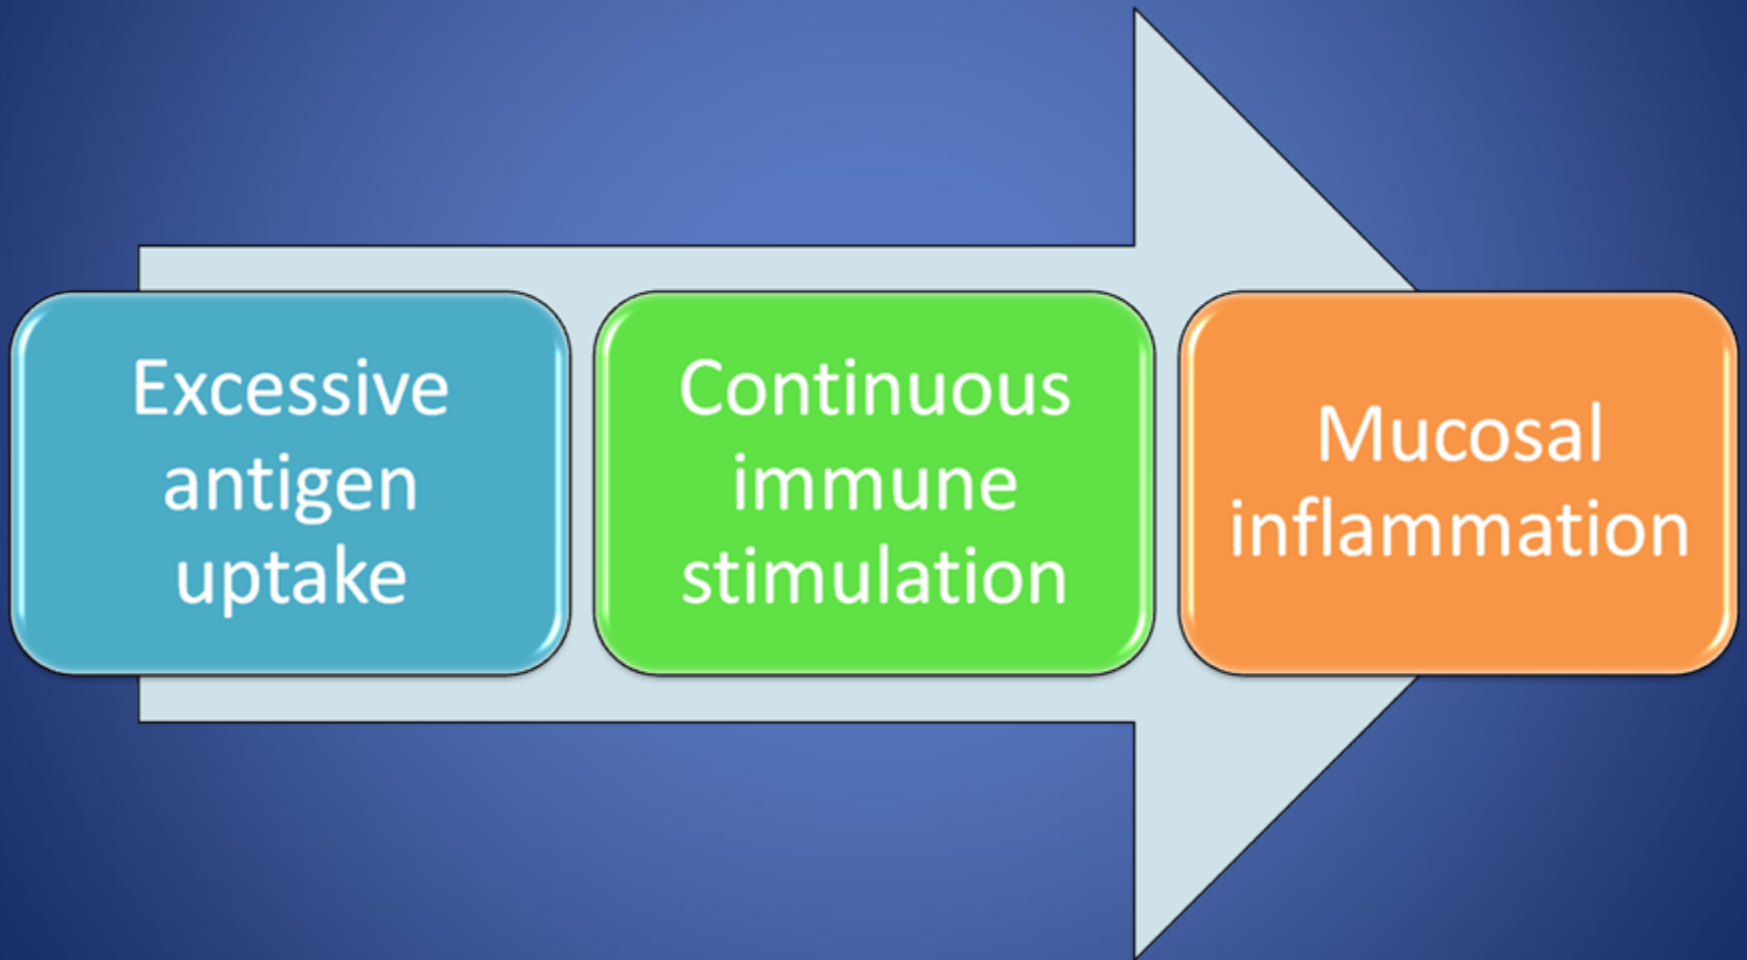 Excessive
antigen
uptake
Continuous
immune
stimulation
Mucosal
inflammation